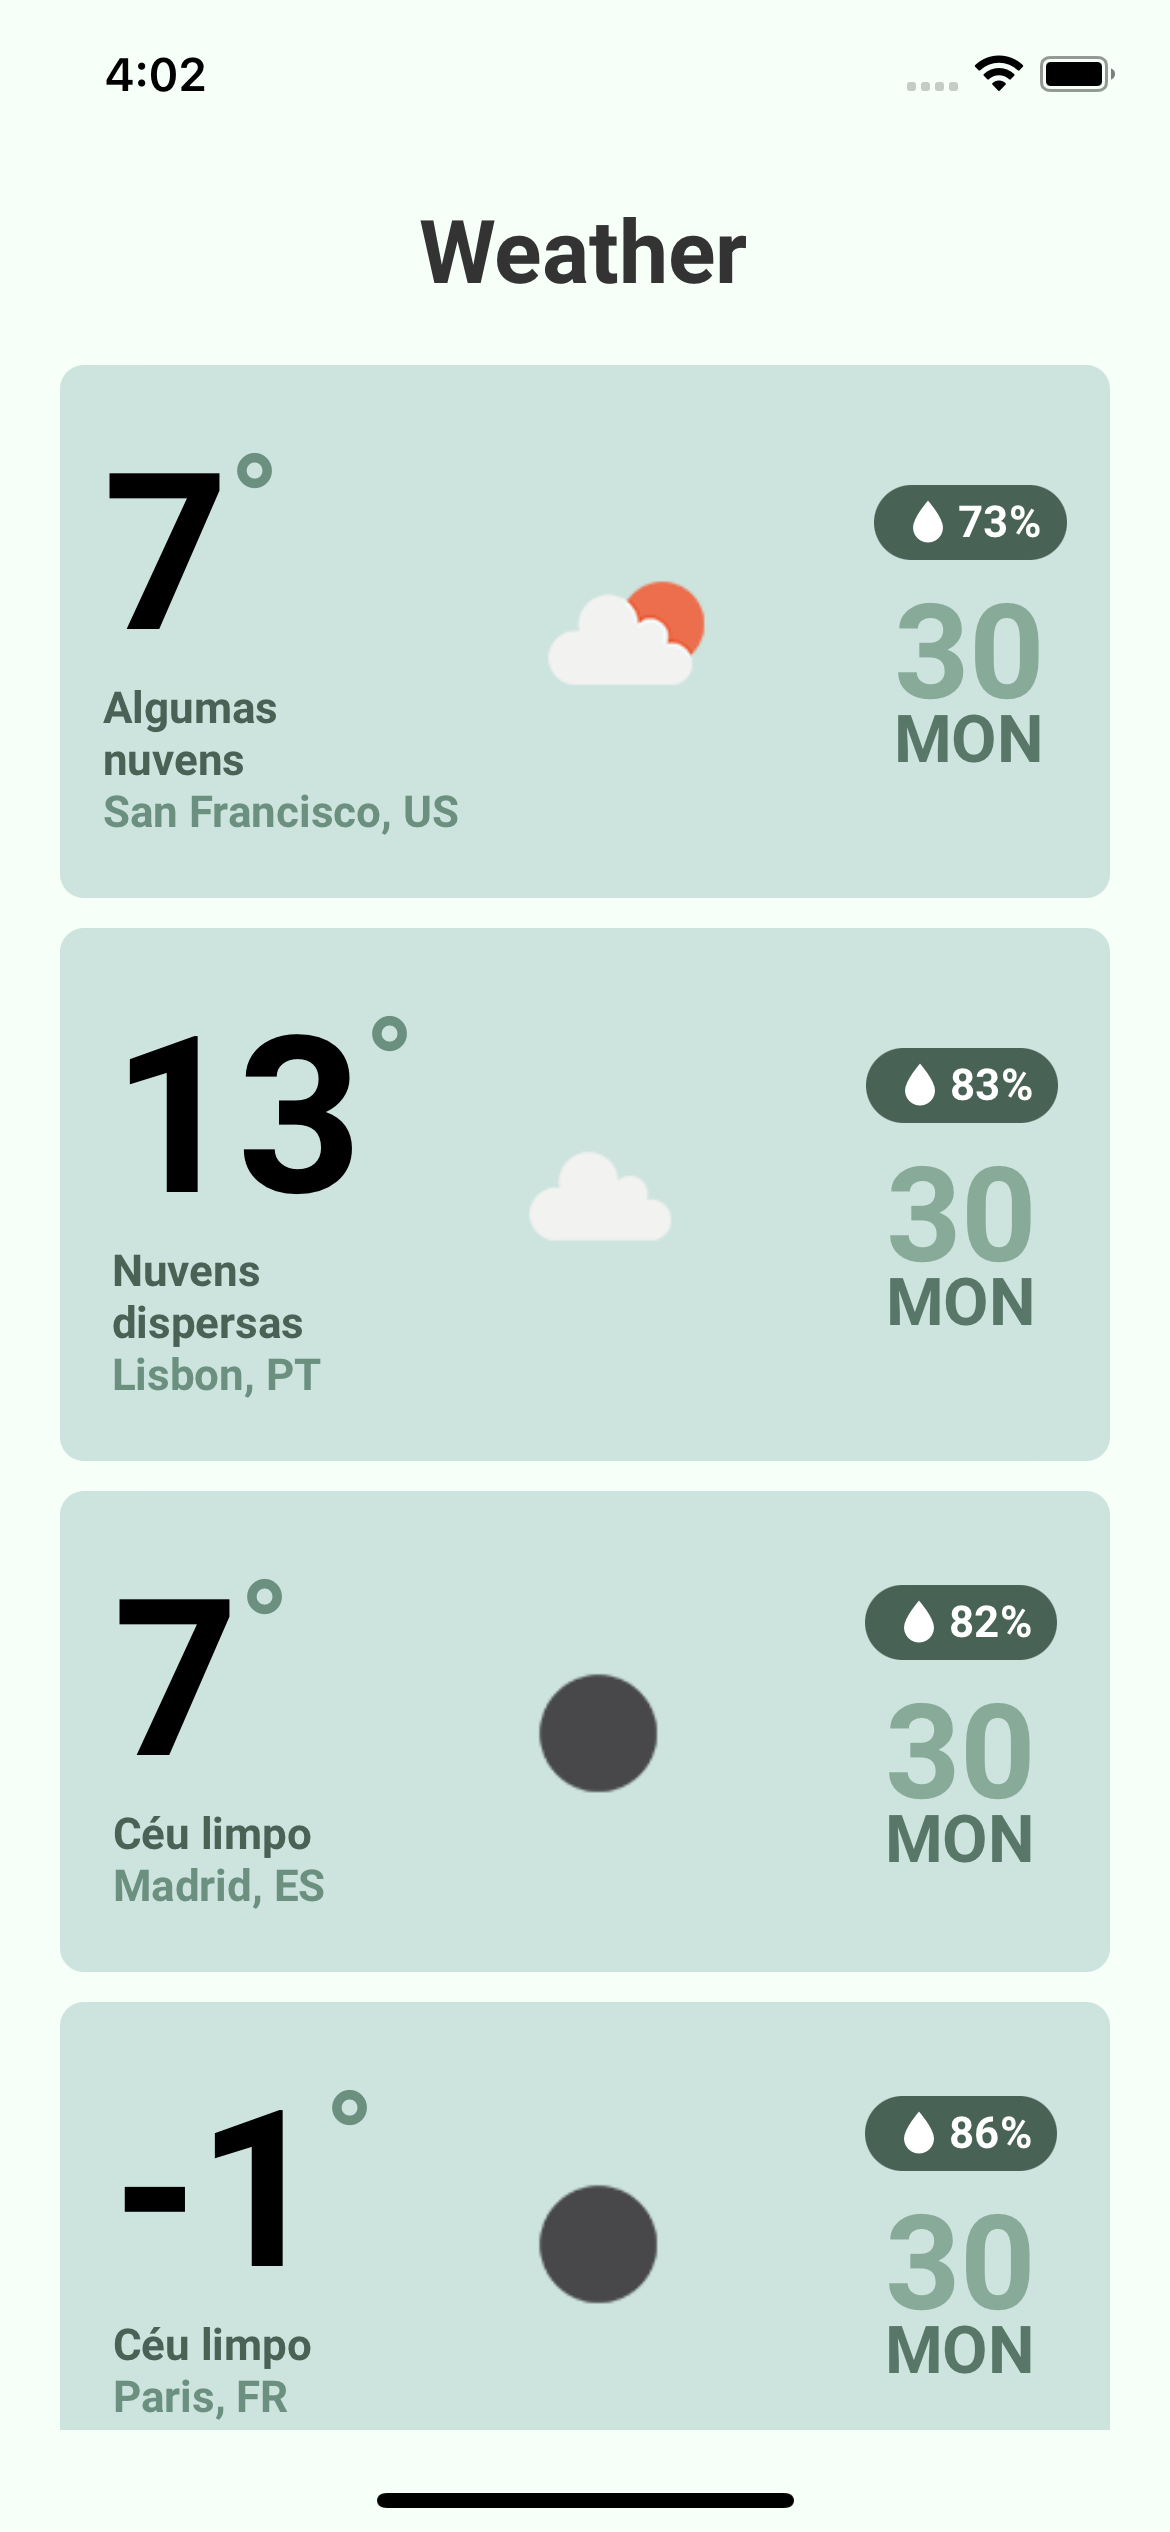 4:02
Weather
7°
73%
30
MON
Algumas
nuvens
San Francisco, US
13°
83%
30
MON
Nuvens
dispersas
Lisbon, PT
7°
82%
30
MON
Céu limpo
Madrid, ES
-1°
86%
30
MON
Céu limpo
Paris, FR